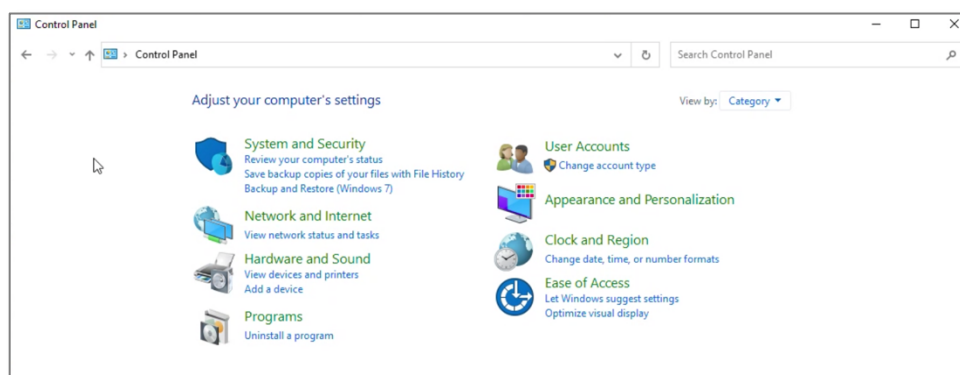 Control Panel
Control Panel
Search Control Panel
Adjust your computer's settings
View by: Category
System and Security
Review your computer's status
Save backup copies of your files with File History
Backup and Restore (Windows 7)
Network and Internet
View network status and tasks
Hardware and Sound
View devices and printers
Add a device
Programs
Uninstall a program
User Accounts
Change account type
Appearance and Personalization
Clock and Region
Change date, time, or number formats
Ease of Access
Let Windows suggest settings
Optimize visual display